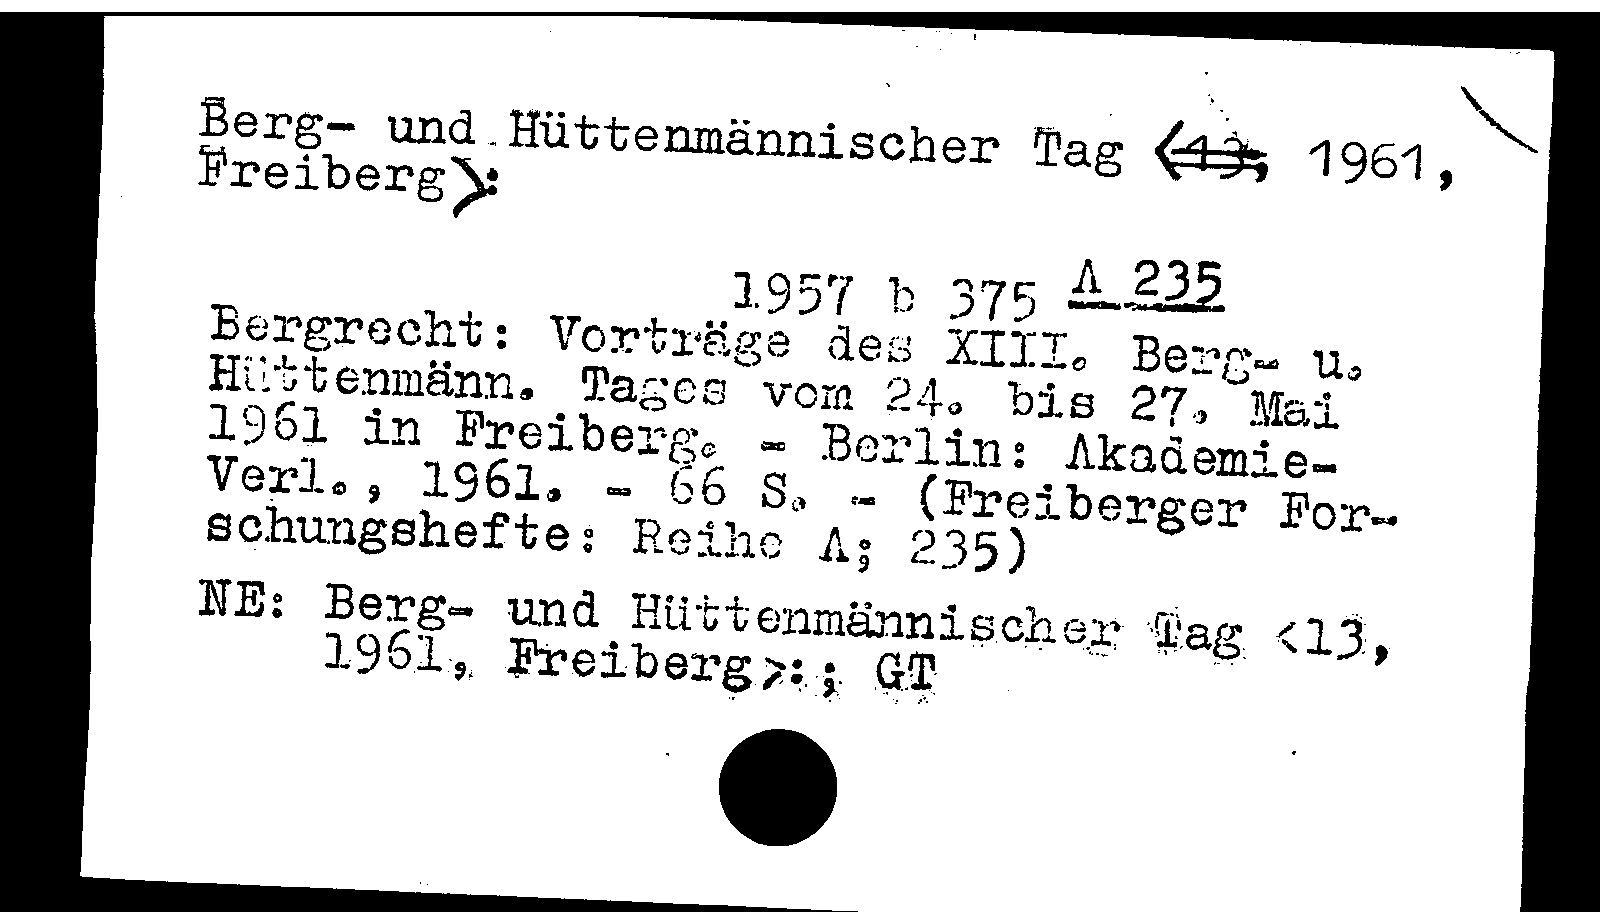 Berg- und Hüttenmännischer Tag <13, 1961,
Freiberg>:
1957 b 375 A 235
Bergrecht: Vorträge des XIII. Berg- u.
Hüttenmänn. Tages vom 24. bis 27. Mai
1961 in Freiberg. - Berlin: Akademie-
Verl., 1961. - 66 S. - (Freiberger For-
schungshefte: Reihe A; 235)
NE: Berg- und Hüttenmännischer Tag <13,
1961, Freiberg>:; GT